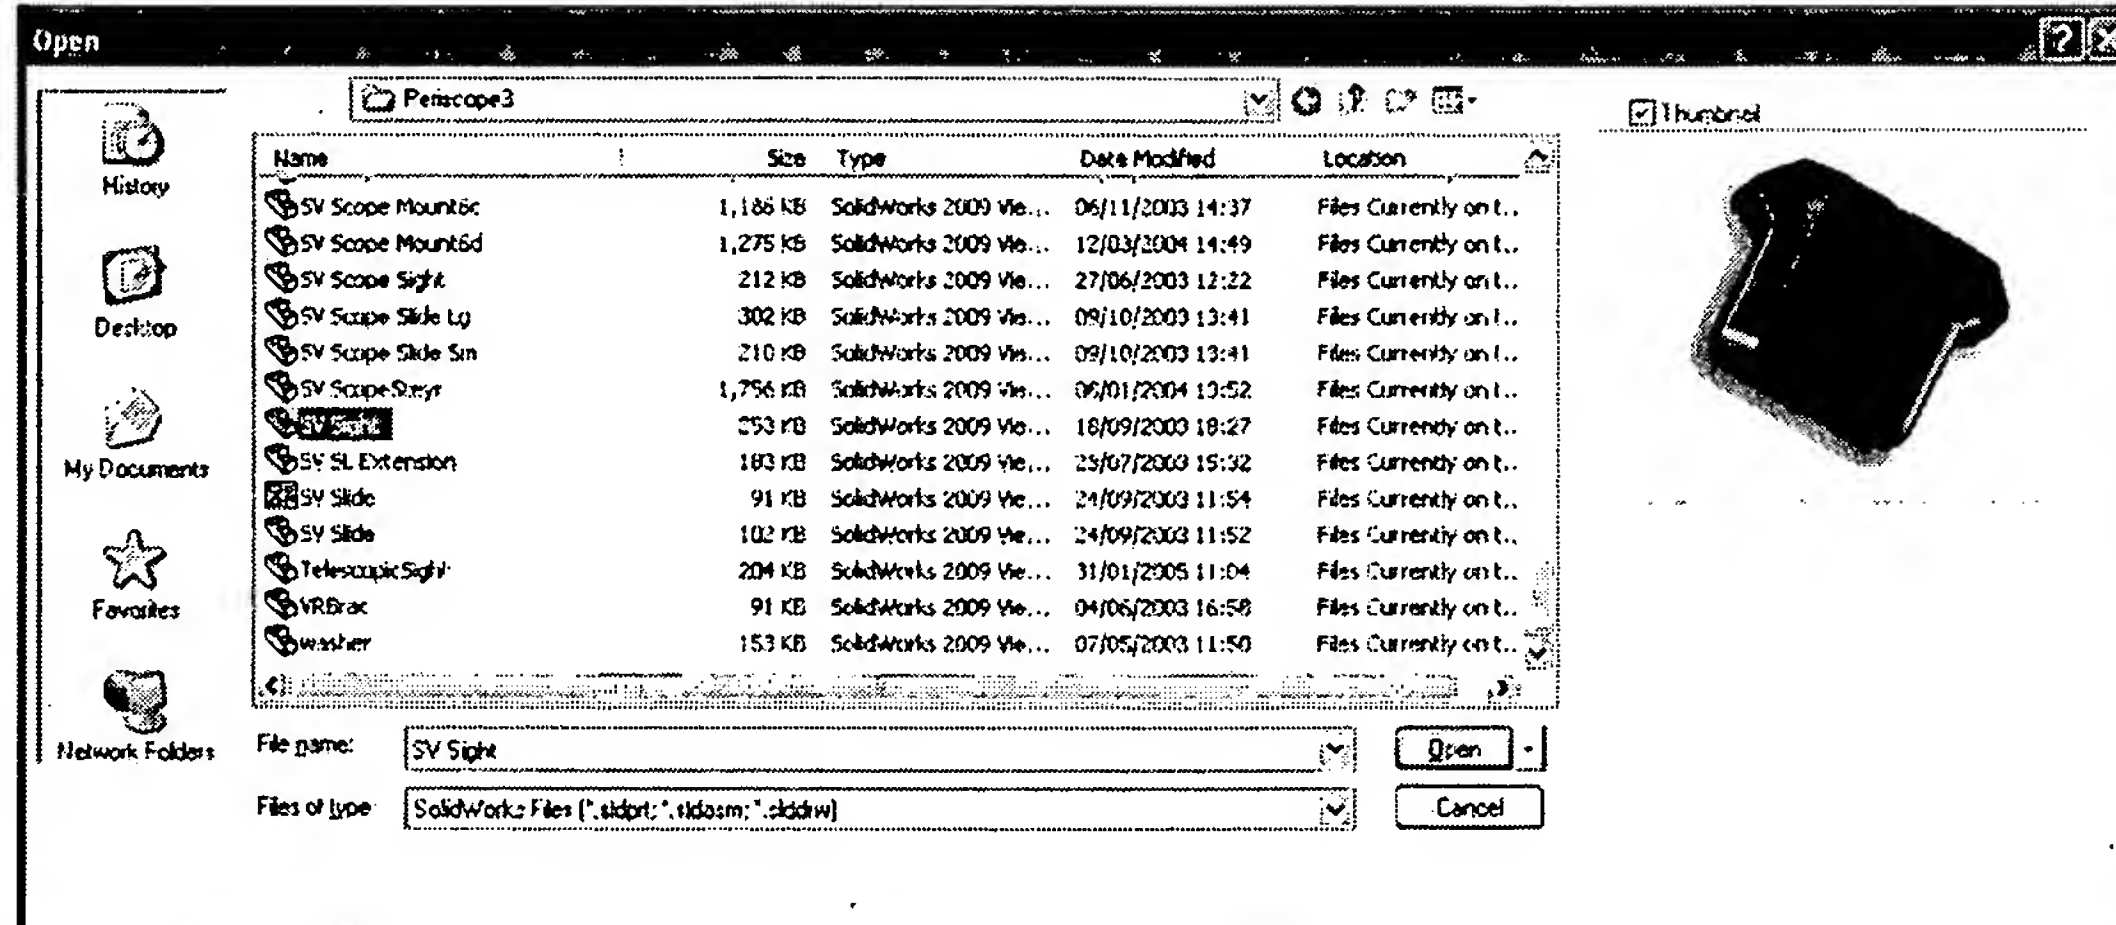 Open
Periscope3
Thumbnail
Name Size Type Date Modified Location
History
SV Scope Mount6c 1,186 KB SolidWorks 2009 Vie... 06/11/2003 14:37 Files Currently on t..
SV Scope Mount6d 1,275 KB SolidWorks 2009 Vie... 12/03/2004 14:49 Files Currently on t..
SV Scope Sight 212 KB SolidWorks 2009 Vie... 27/06/2003 12:22 Files Currently on t..
Desktop
SV Scope Slide Lg 302 KB SolidWorks 2009 Vie... 09/10/2003 13:41 Files Currently on t..
SV Scope Slide Sm 210 KB SolidWorks 2009 Vie... 09/10/2003 13:41 Files Currently on t..
SV ScopeSteyr 1,756 KB SolidWorks 2009 Vie... 06/01/2004 13:52 Files Currently on t..
SV Sight 253 KB SolidWorks 2009 Vie... 18/09/2003 18:27 Files Currently on t..
My Documents
SV SL Extension 183 KB SolidWorks 2009 Vie... 23/07/2003 15:32 Files Currently on t..
SV Slide 91 KB SolidWorks 2009 Vie... 24/09/2003 11:54 Files Currently on t..
SV Slide 102 KB SolidWorks 2009 Vie... 24/09/2003 11:52 Files Currently on t..
TelescopicSight 204 KB SolidWorks 2009 Vie... 31/01/2005 11:04 Files Currently on t..
Favorites
VRBrac 91 KB SolidWorks 2009 Vie... 04/06/2003 16:58 Files Currently on t..
washer 153 KB SolidWorks 2009 Vie... 07/05/2003 11:50 Files Currently on t..
Network Folders
File name: SV Sight Open
Files of type: SolidWorks Files (*.sldprt; *.sldasm; *.slddrw) Cancel